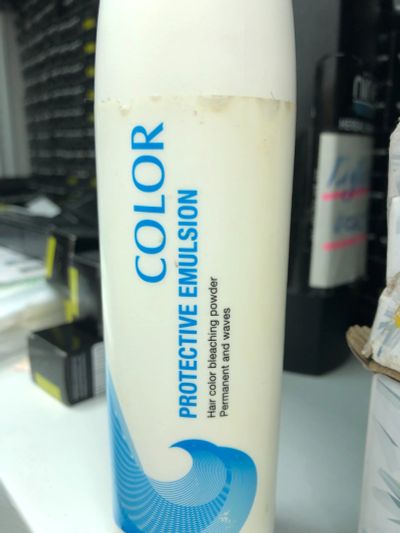 COLOR
PROTECTIVE EMULSION
Hair color bleaching powder
Permanent and waves